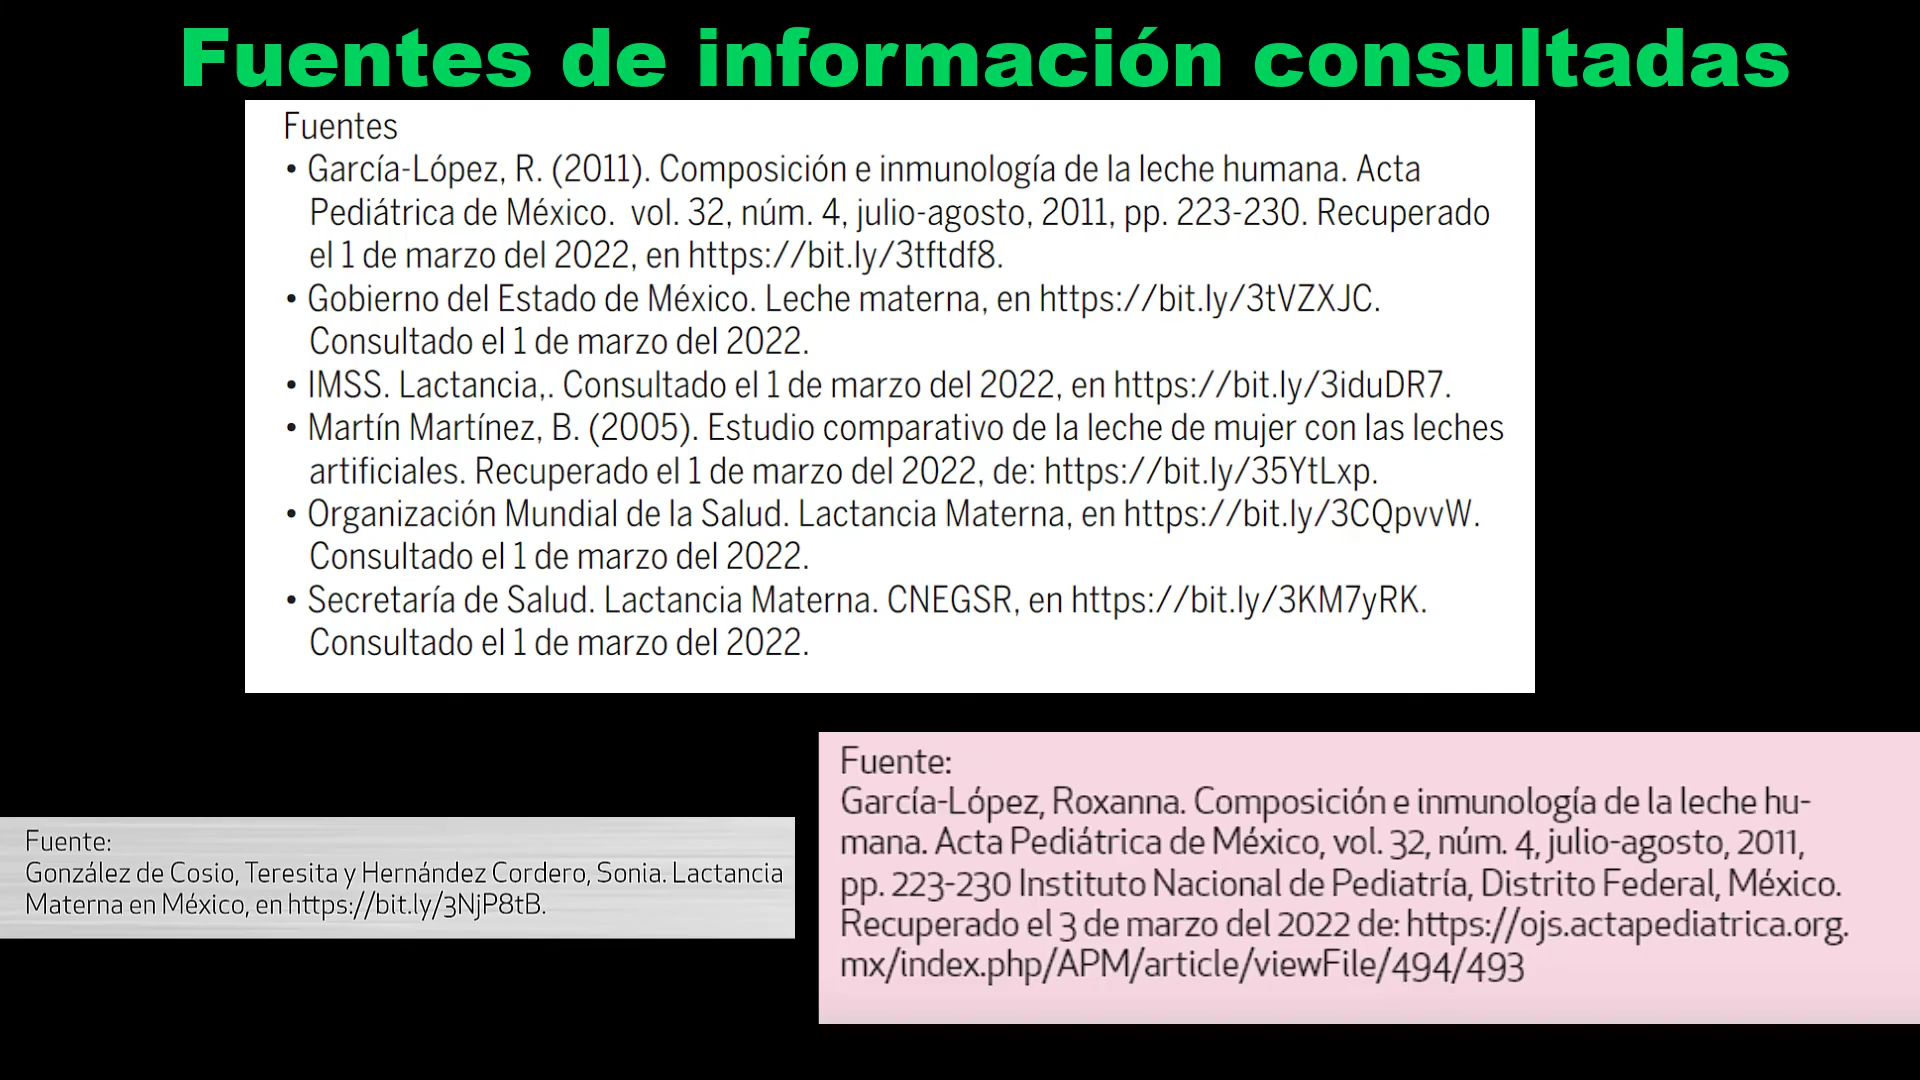 Fuentes de información consultadas
Fuentes
• García-López, R. (2011). Composición e inmunología de la leche humana. Acta
Pediátrica de México. vol. 32, núm. 4, julio-agosto, 2011, pp. 223-230. Recuperado
el 1 de marzo del 2022, en https://bit.ly/3tftdf8.
• Gobierno del Estado de México. Leche materna, en https://bit.ly/3tVZXJC.
Consultado el 1 de marzo del 2022.
• IMSS. Lactancia,. Consultado el 1 de marzo del 2022, en https://bit.ly/3iduDR7.
• Martín Martínez, B. (2005). Estudio comparativo de la leche de mujer con las leches
artificiales. Recuperado el 1 de marzo del 2022, de: https://bit.ly/35YtLxp.
• Organización Mundial de la Salud. Lactancia Materna, en https://bit.ly/3CQpvvW.
Consultado el 1 de marzo del 2022.
• Secretaría de Salud. Lactancia Materna. CNEGSR, en https://bit.ly/3KM7yRK.
Consultado el 1 de marzo del 2022.
Fuente:
González de Cosio, Teresita y Hernández Cordero, Sonia. Lactancia
Materna en México, en https://bit.ly/3NjP8tB.
Fuente:
García-López, Roxanna. Composición e inmunología de la leche hu-
mana. Acta Pediátrica de México, vol. 32, núm. 4, julio-agosto, 2011,
pp. 223-230 Instituto Nacional de Pediatría, Distrito Federal, México.
Recuperado el 3 de marzo del 2022 de: https://ojs.actapediatrica.org.
mx/index.php/APM/article/viewFile/494/493